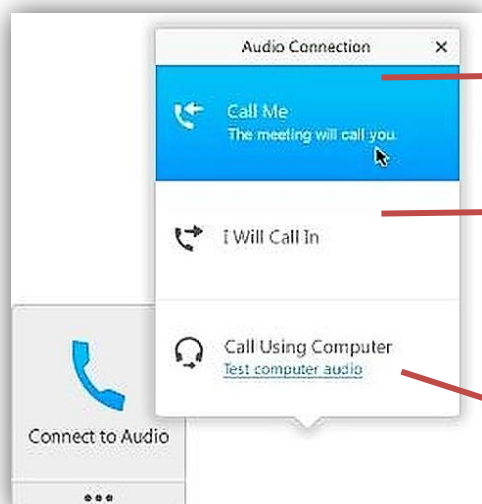 Audio Connection ×
Call Me
The meeting will call you.
I Will Call In
Call Using Computer
Test computer audio
Connect to Audio